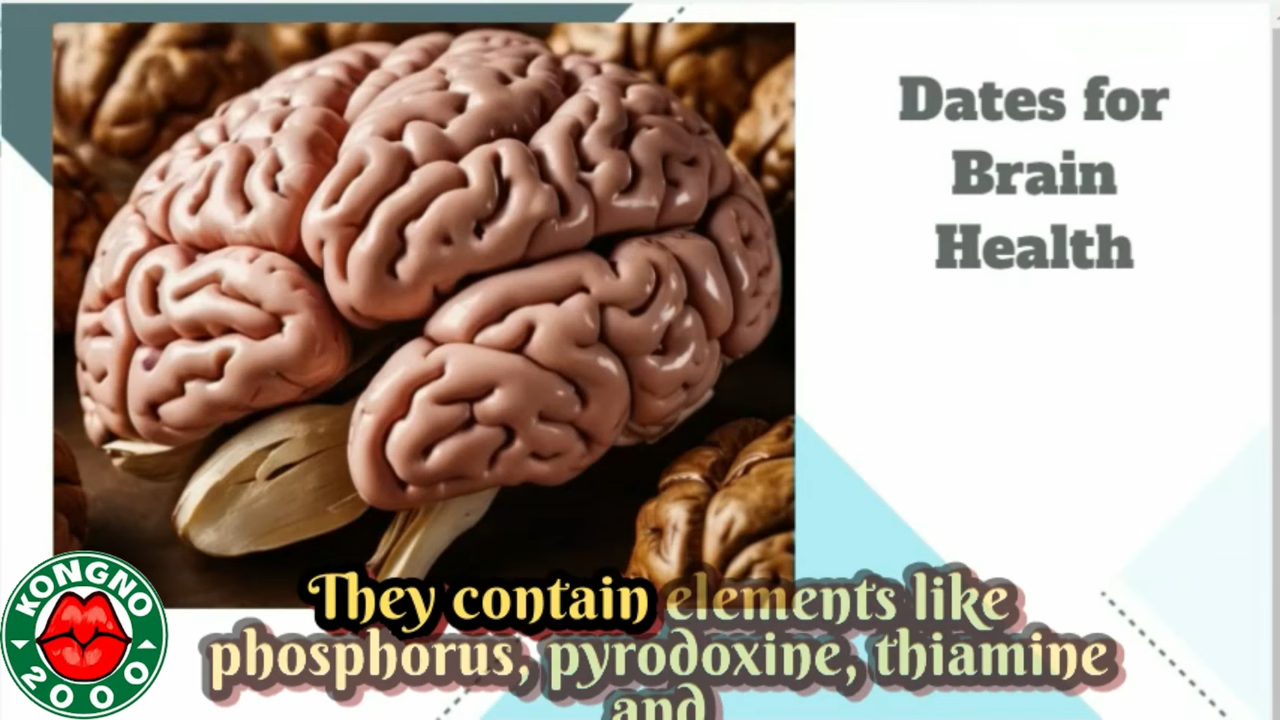 Dates for
Brain
Health
They contain elements like
phosphorus, pyrodoxine, thiamine
and
KONGNO
2000